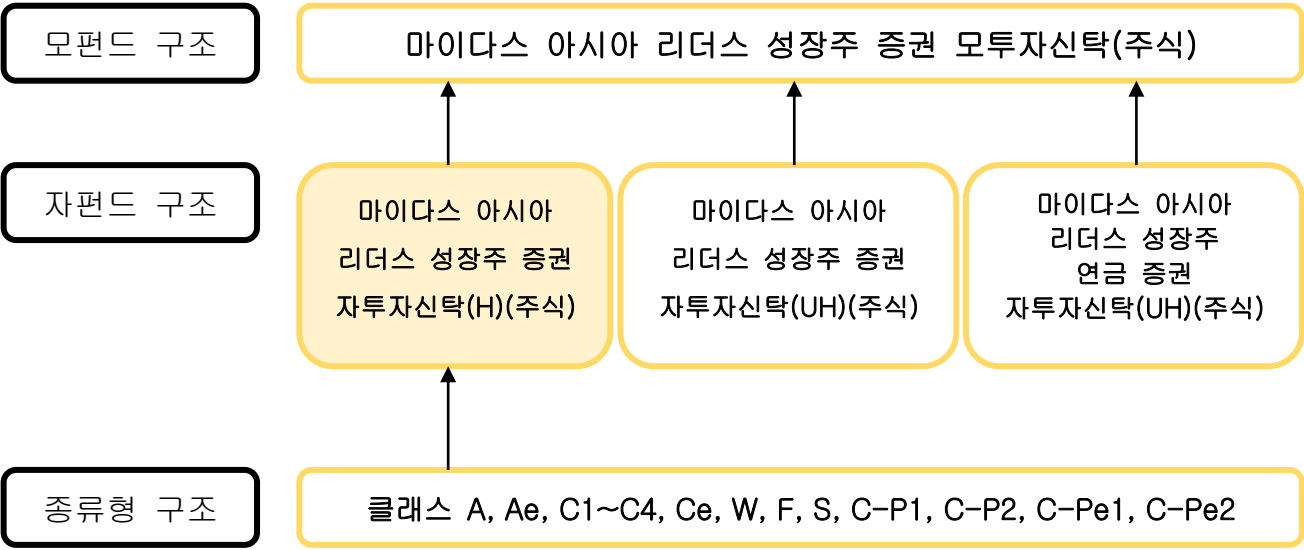 모펀드 구조
마이다스 아시아 리더스 성장주 증권 모투자신탁(주식)
자펀드 구조
마이다스 아시아
리더스 성장주 증권
자투자신탁(H)(주식)
마이다스 아시아
리더스 성장주 증권
자투자신탁(UH)(주식)
마이다스 아시아
리더스 성장주
연금 증권
자투자신탁(UH)(주식)
종류형 구조
클래스 A, Ae, C1~C4, Ce, W, F, S, C-P1, C-P2, C-Pe1, C-Pe2